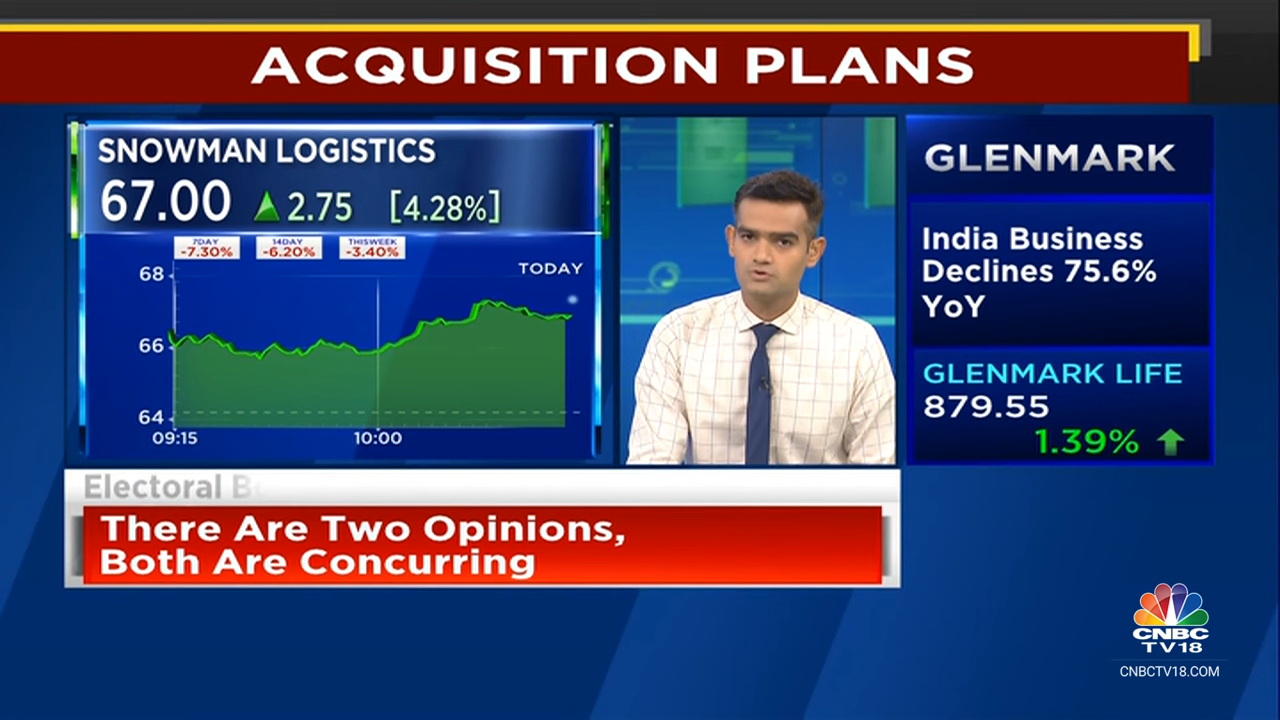 ACQUISITION PLANS
SNOWMAN LOGISTICS
67.00 ▲ 2.75 [4.28%]
7DAY 14DAY THISWEEK
-7.30% -6.20% -3.40%
TODAY
68
66
64
09:15 10:00
GLENMARK
India Business
Declines 75.6%
YoY
GLENMARK LIFE
879.55
1.39%
Electoral
There Are Two Opinions,
Both Are Concurring
CNBC
TV18
CNBCTV18.COM